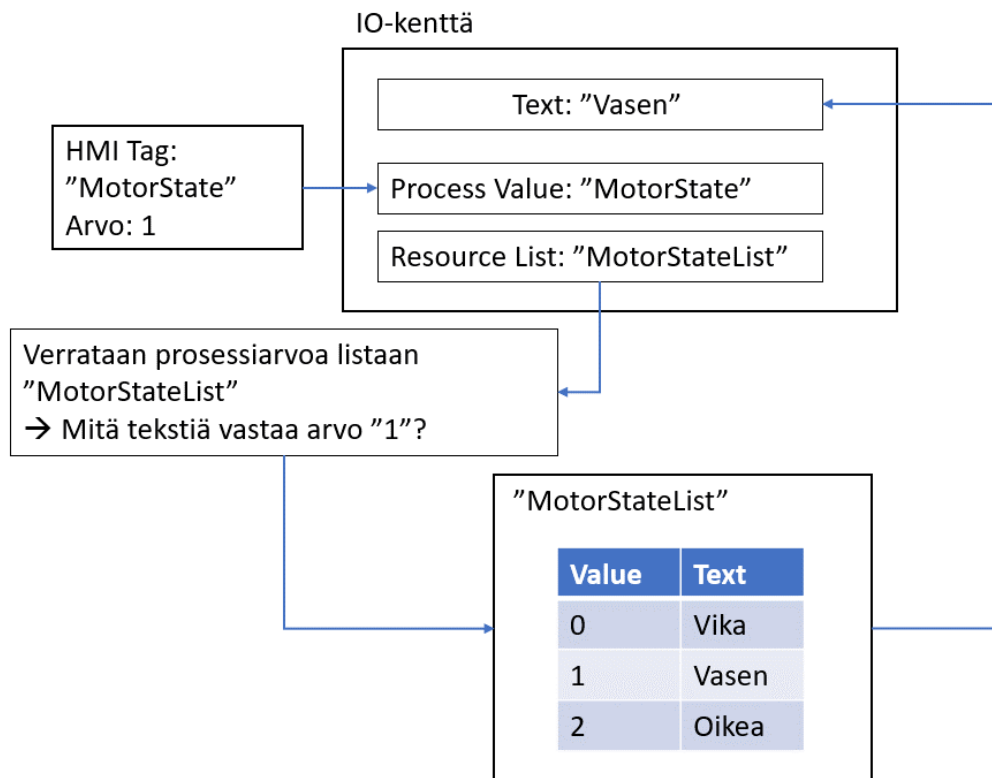 IO-kenttä
Text: ”Vasen”
HMI Tag:
”MotorState”
Arvo: 1
Process Value: ”MotorState”
Resource List: ”MotorStateList”
Verrataan prosessiarvoa listaan
”MotorStateList”
→ Mitä tekstiä vastaa arvo ”1”?
”MotorStateList”
Value Text
0 Vika
1 Vasen
2 Oikea